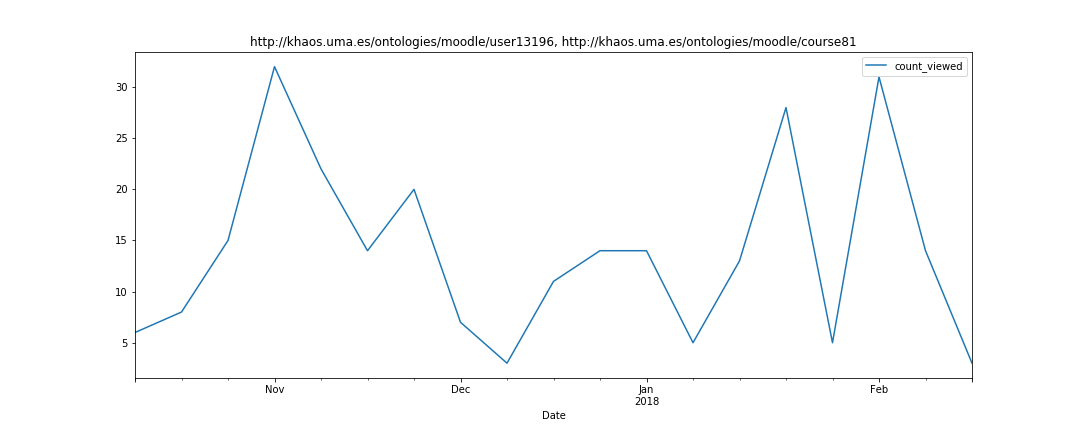 http://khaos.uma.es/ontologies/moodle/user13196, http://khaos.uma.es/ontologies/moodle/course81
count_viewed
30
25
20
15
10
5
Nov
Dec
Jan
2018
Feb
Date